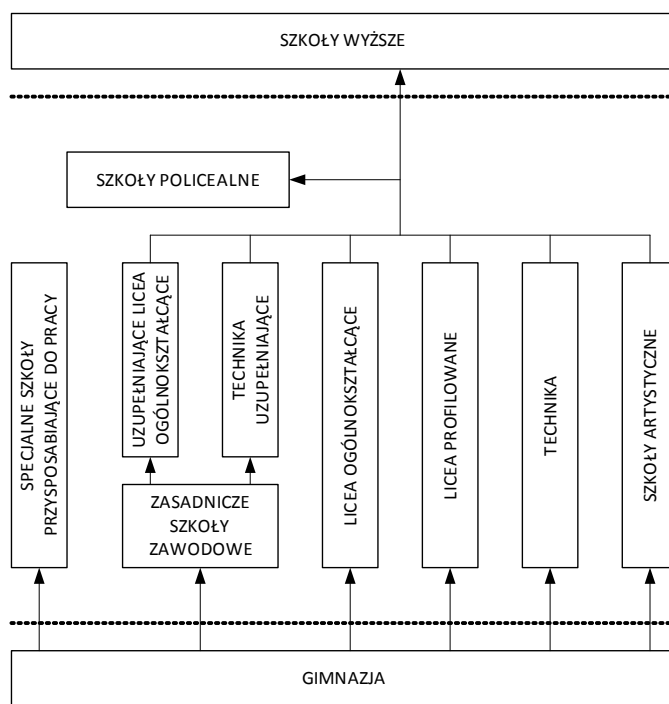 SZKOŁY WYŻSZE
SZKOŁY POLICEALNE
SPECJALNE SZKOŁY
PRZYSPOSABIAJĄCE DO PRACY
UZUPEŁNIAJĄCE LICEA
OGÓLNOKSZTAŁCĄCE
TECHNIKA
UZUPEŁNIAJĄCE
LICEA OGÓLNOKSZTAŁCĄCE
LICEA PROFILOWANE
TECHNIKA
SZKOŁY ARTYSTYCZNE
ZASADNICZE
SZKOŁY
ZAWODOWE
GIMNAZJA